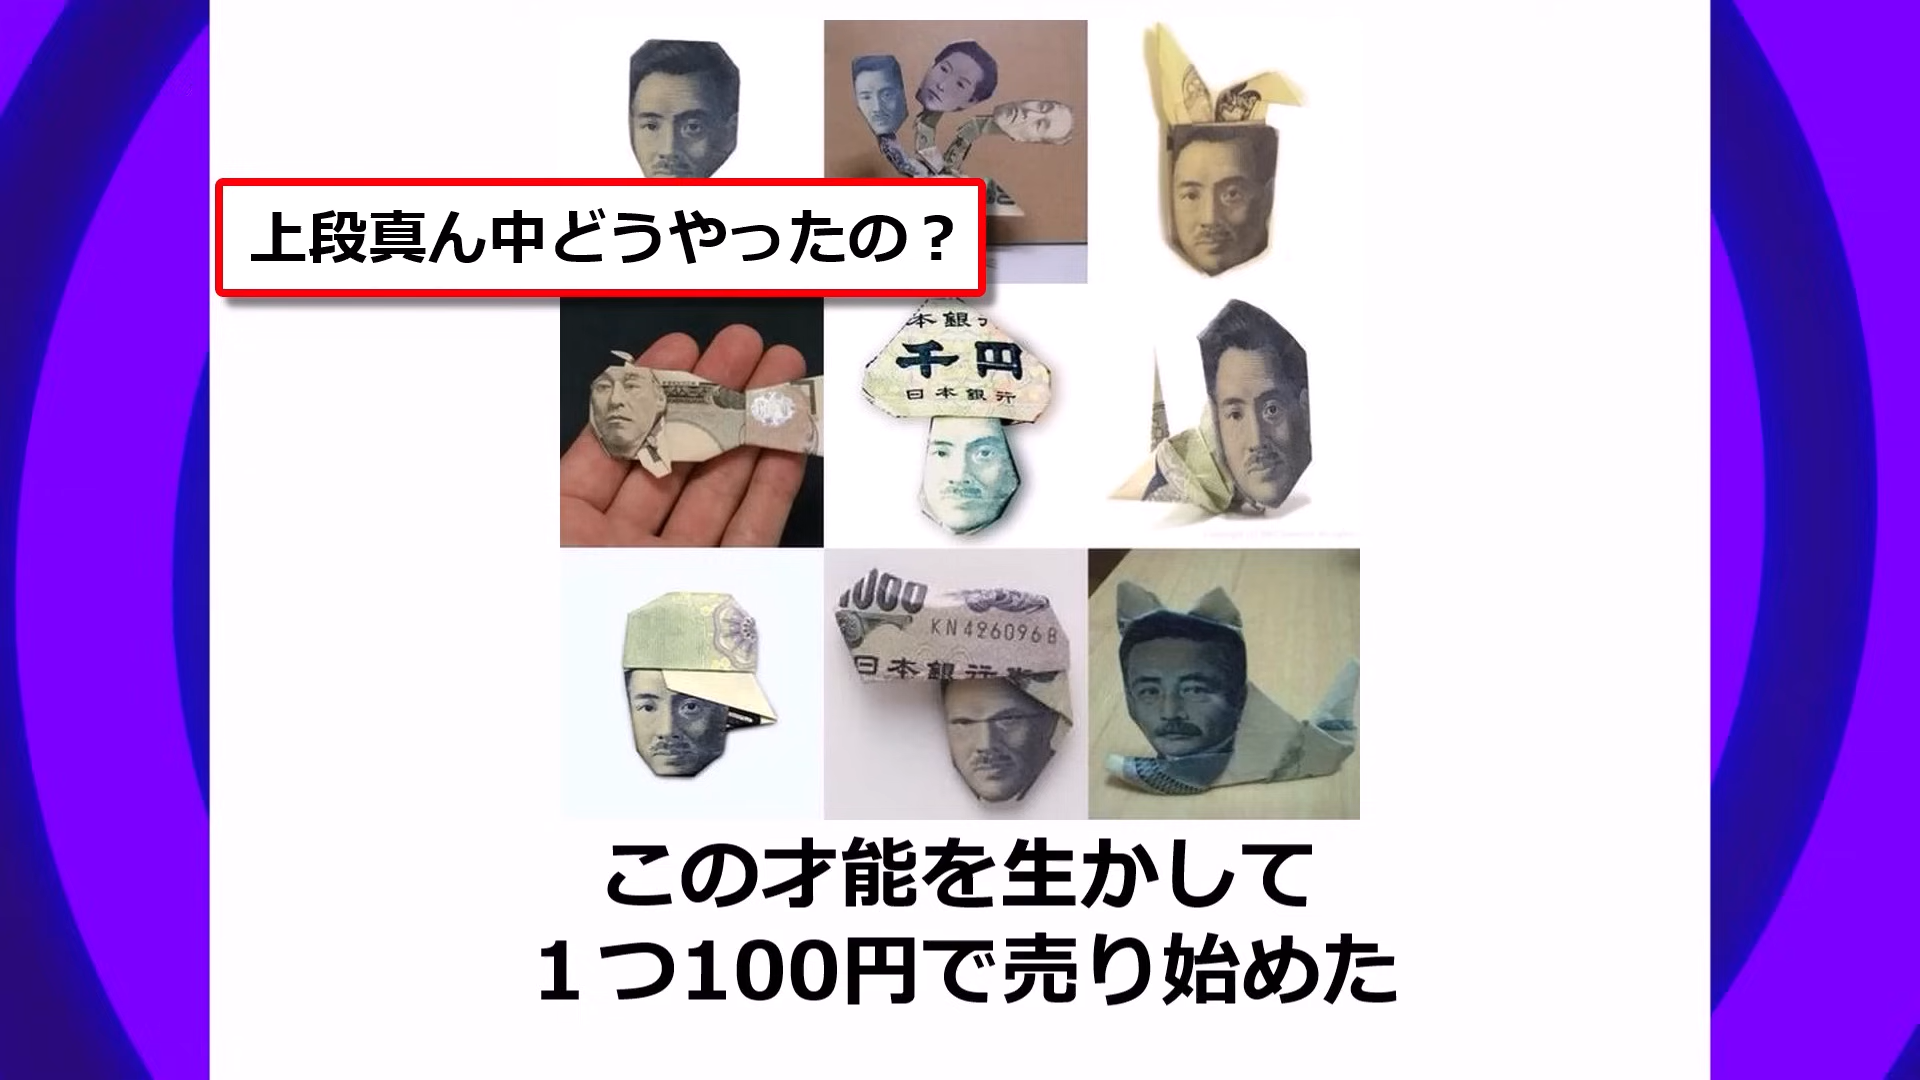 上段真ん中どうやったの？
本銀
千円
日本銀行
1000
KN426096B
日本銀行券
この才能を生かして
１つ100円で売り始めた